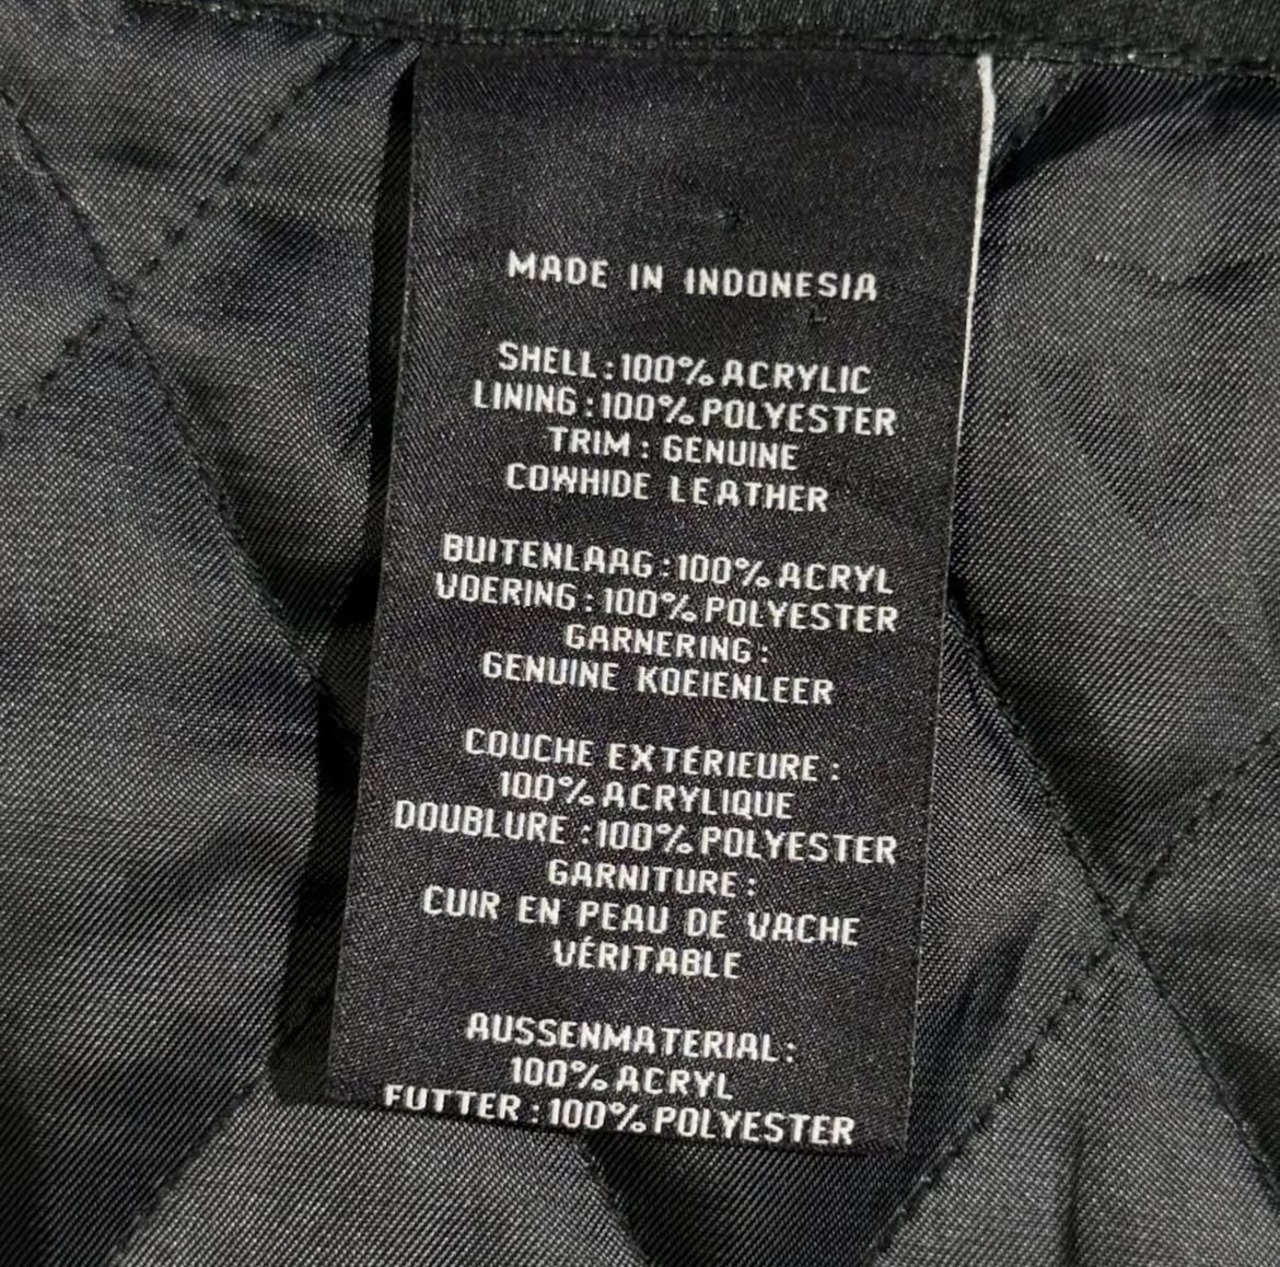 MADE IN INDONESIA
SHELL:100% ACRYLIC
LINING:100% POLYESTER
TRIM: GENUINE
COWHIDE LEATHER
BUITENLAAG:100% ACRYL
VOERING:100% POLYESTER
GARNERING:
GENUINE KOEIENLEER
COUCHE EXTÉRIEURE:
100% ACRYLIQUE
DOUBLURE:100% POLYESTER
GARNITURE:
CUIR EN PEAU DE VACHE
VÉRITABLE
AUSSENMATERIAL:
100% ACRYL
FUTTER:100% POLYESTER